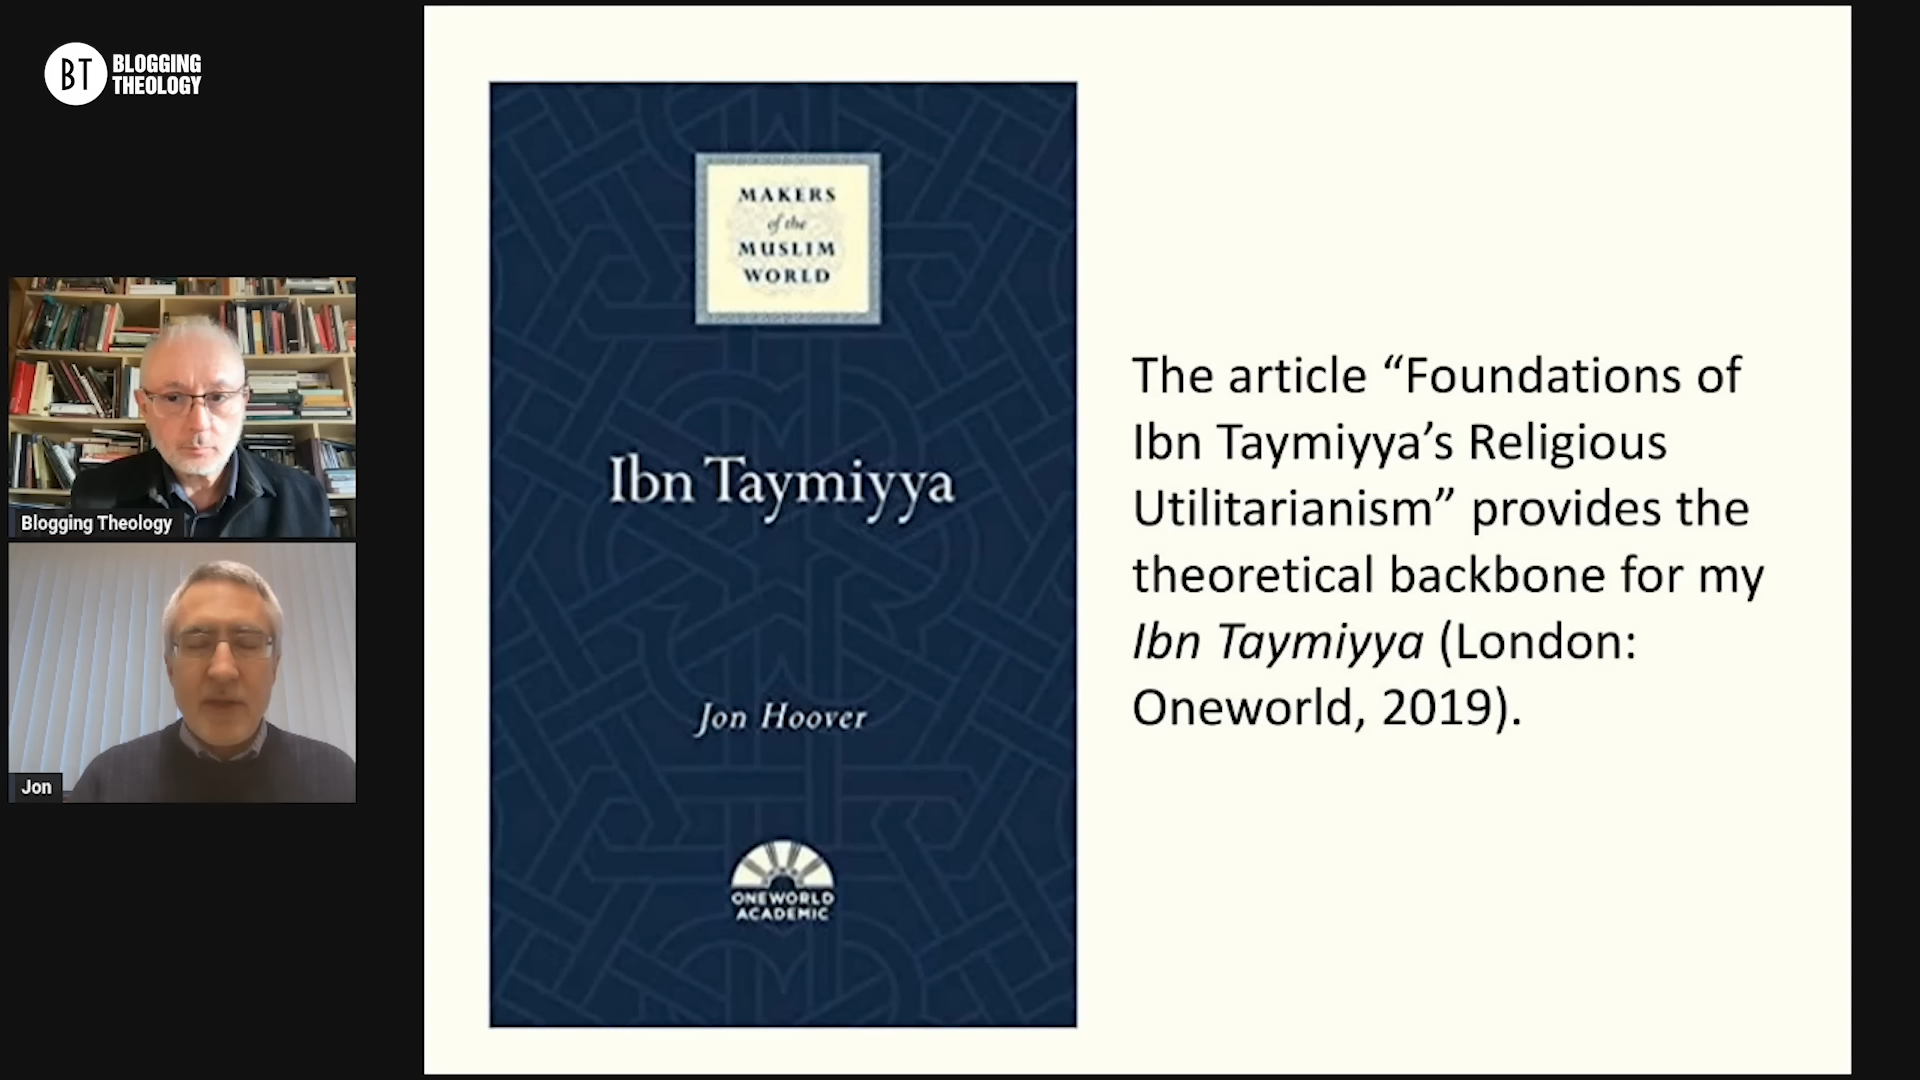 BT BLOGGING
THEOLOGY
Blogging Theology
Jon
MAKERS
of the
MUSLIM
WORLD
Ibn Taymiyya
Jon Hoover
ONEWORLD
ACADEMIC
The article “Foundations of
Ibn Taymiyya’s Religious
Utilitarianism” provides the
theoretical backbone for my
Ibn Taymiyya (London:
Oneworld, 2019).